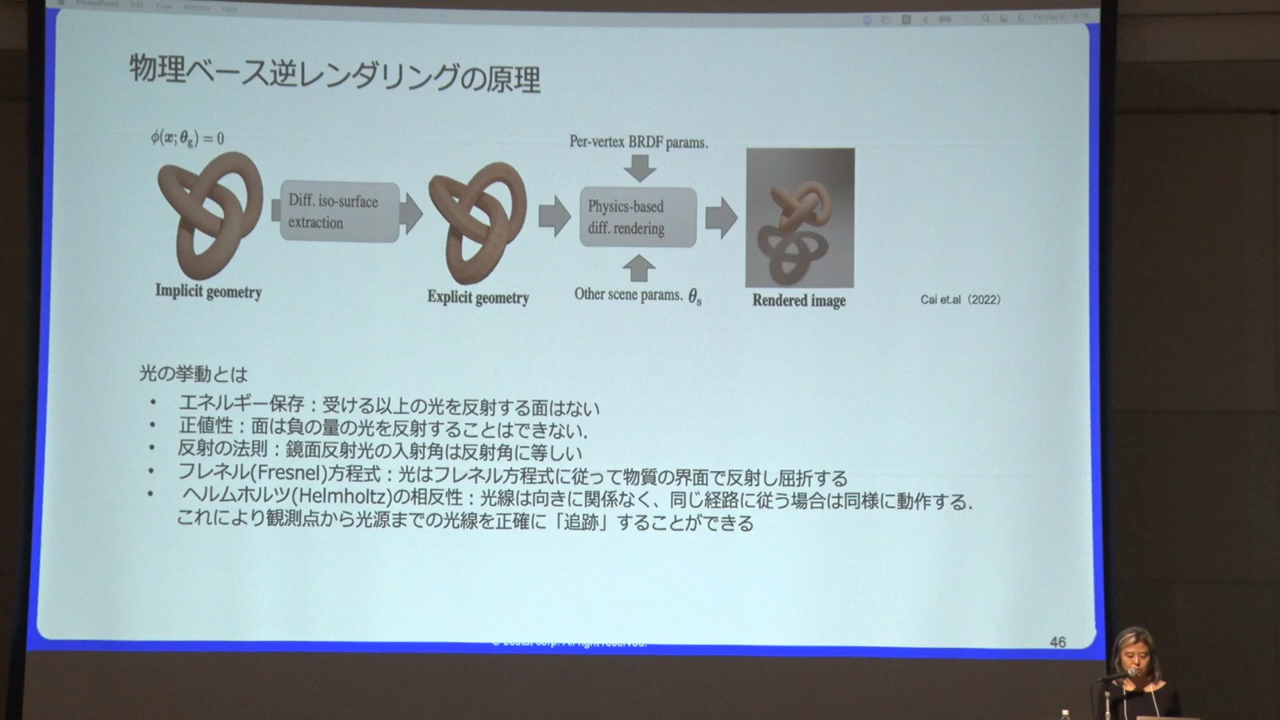 物理ベース逆レンダリングの原理
ϕ(x; θg) = 0
Per-vertex BRDF params.
Diff. iso-surface
extraction
Physics-based
diff. rendering
Implicit geometry
Explicit geometry
Other scene params. θs
Rendered image
Cai et.al（2022）
光の挙動とは
• エネルギー保存：受ける以上の光を反射する面はない
• 正値性：面は負の量の光を反射することはできない．
• 反射の法則：鏡面反射光の入射角は反射角に等しい
• フレネル(Fresnel)方程式：光はフレネル方程式に従って物質の界面で反射し屈折する
• ヘルムホルツ(Helmholtz)の相反性：光線は向きに関係なく、同じ経路に従う場合は同様に動作する．
これにより観測点から光源までの光線を正確に「追跡」することができる
46